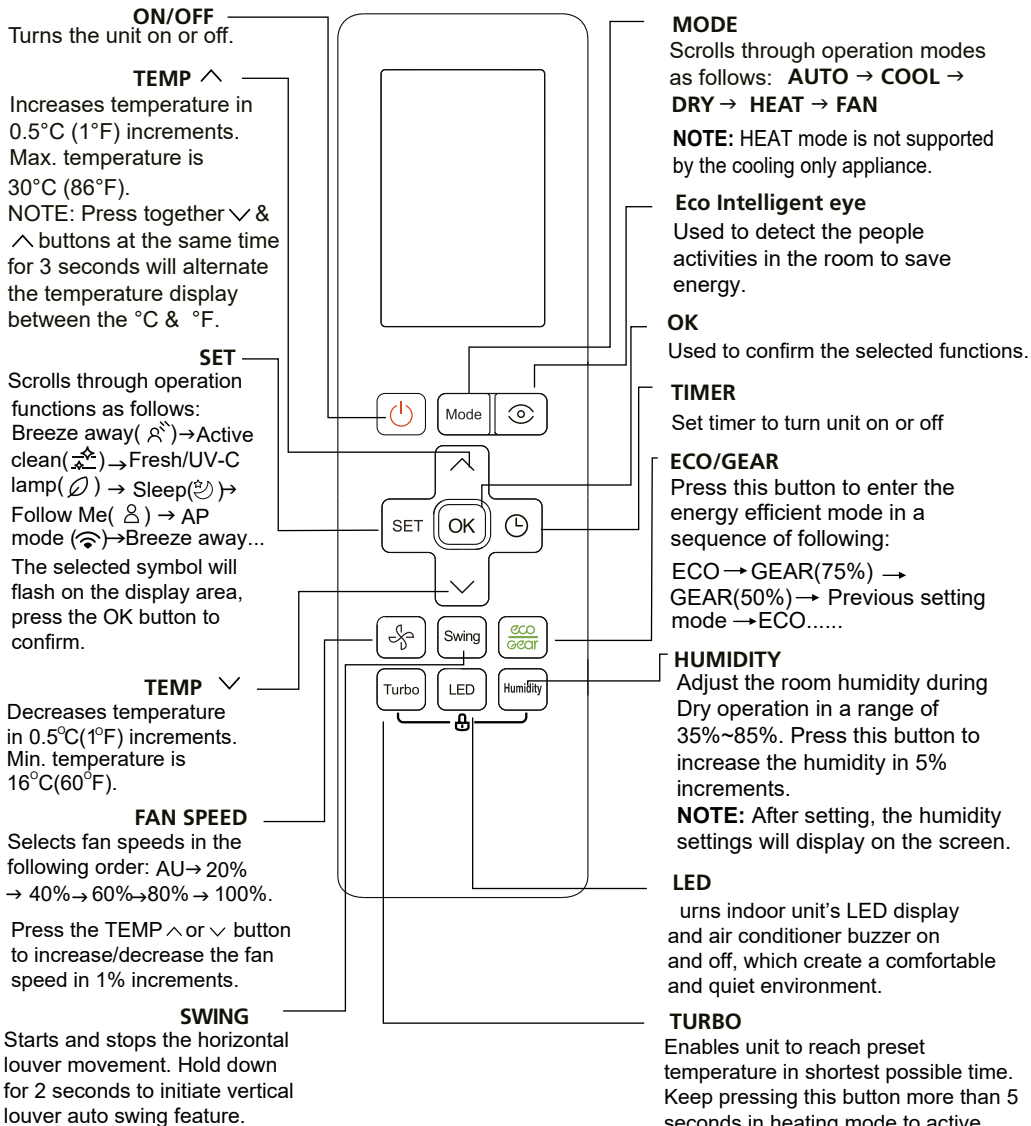 ON/OFF
Turns the unit on or off.
TEMP ︿
Increases temperature in
0.5°C (1°F) increments.
Max. temperature is
30°C (86°F).
NOTE: Press together ﹀ &
︿ buttons at the same time
for 3 seconds will alternate
the temperature display
between the °C & °F.
SET
Scrolls through operation
functions as follows:
Breeze away( )→Active
clean( )→Fresh/UV-C
lamp( ) → Sleep( )→
Follow Me( ) → AP
mode ( )→Breeze away...
The selected symbol will
flash on the display area,
press the OK button to
confirm.
TEMP ﹀
Decreases temperature
in 0.5°C(1°F) increments.
Min. temperature is
16°C(60°F).
FAN SPEED
Selects fan speeds in the
following order: AU→ 20%
→ 40%→ 60%→80% → 100%.
Press the TEMP ︿ or ﹀ button
to increase/decrease the fan
speed in 1% increments.
SWING
Starts and stops the horizontal
louver movement. Hold down
for 2 seconds to initiate vertical
louver auto swing feature.
Mode
SET
OK
Swing
eco
Gear
Turbo
LED
Humidity
MODE
Scrolls through operation modes
as follows: AUTO → COOL →
DRY → HEAT → FAN
NOTE: HEAT mode is not supported
by the cooling only appliance.
Eco Intelligent eye
Used to detect the people
activities in the room to save
energy.
OK
Used to confirm the selected functions.
TIMER
Set timer to turn unit on or off
ECO/GEAR
Press this button to enter the
energy efficient mode in a
sequence of following:
ECO → GEAR(75%) →
GEAR(50%)→ Previous setting
mode →ECO......
HUMIDITY
Adjust the room humidity during
Dry operation in a range of
35%~85%. Press this button to
increase the humidity in 5%
increments.
NOTE: After setting, the humidity
settings will display on the screen.
LED
urns indoor unit's LED display
and air conditioner buzzer on
and off, which create a comfortable
and quiet environment.
TURBO
Enables unit to reach preset
temperature in shortest possible time.
Keep pressing this button more than 5
seconds in heating mode to active